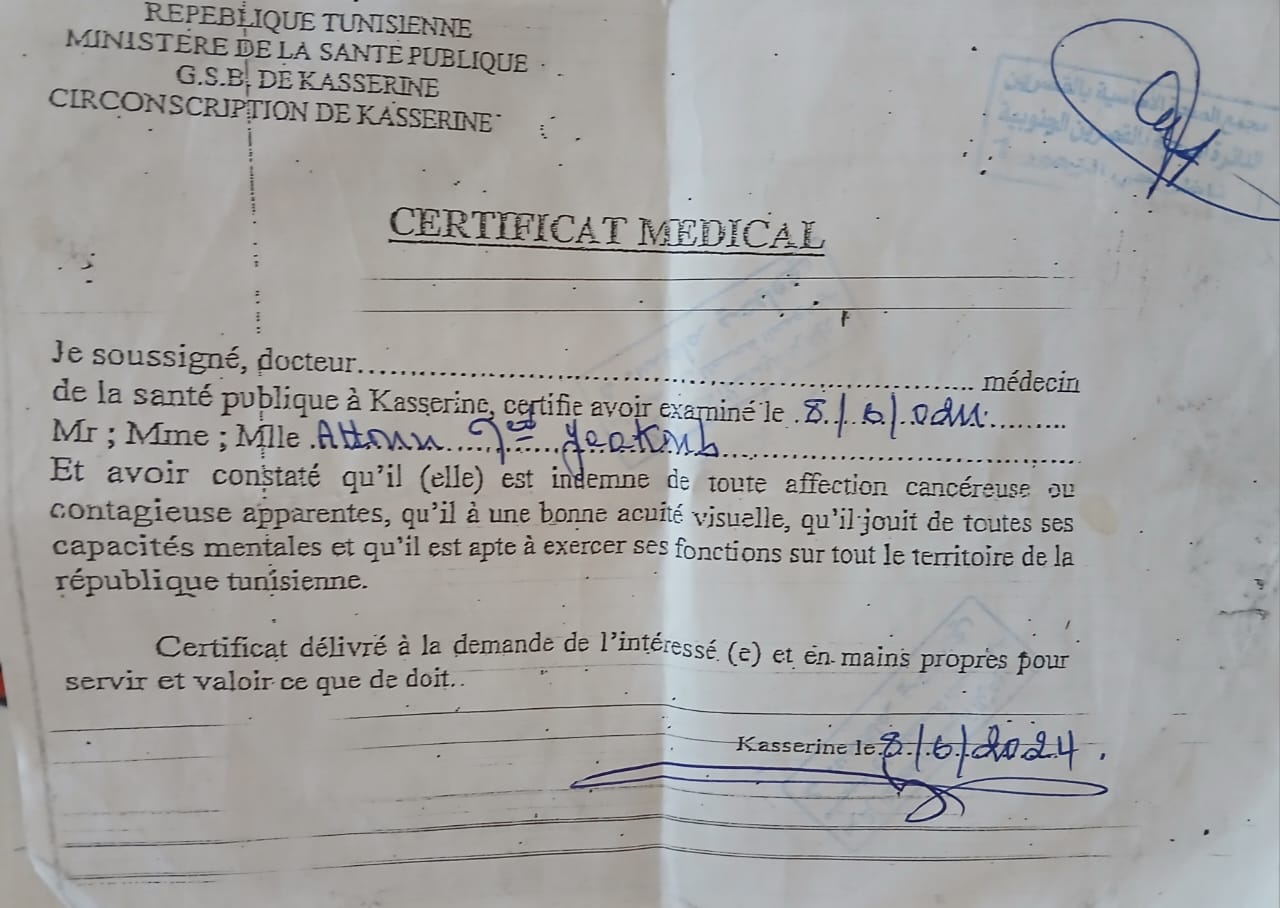 REPEBLIQUE TUNISIENNE
MINISTERE DE LA SANTE PUBLIQUE
G.S.B. DE KASSERINE
CIRCONSCRIPTION DE KASSERINE
CERTIFICAT MEDICAL
Je soussigné, docteur.......................................................................... médecin
de la santé publique à Kasserine, certifie avoir examiné le .8./.6/
Mr ; Mme ; Mlle .
Et avoir constaté qu'il (elle) est indemne de toute affection cancéreuse ou
contagieuse apparentes, qu'il à une bonne acuité visuelle, qu'il jouit de toutes ses
capacités mentales et qu'il est apte à exercer ses fonctions sur tout le territoire de la
république tunisienne.
Certificat délivré à la demande de l'intéressé (e) et en mains propres pour
servir et valoir ce que de doit..
Kasserine le 8/6/2024.